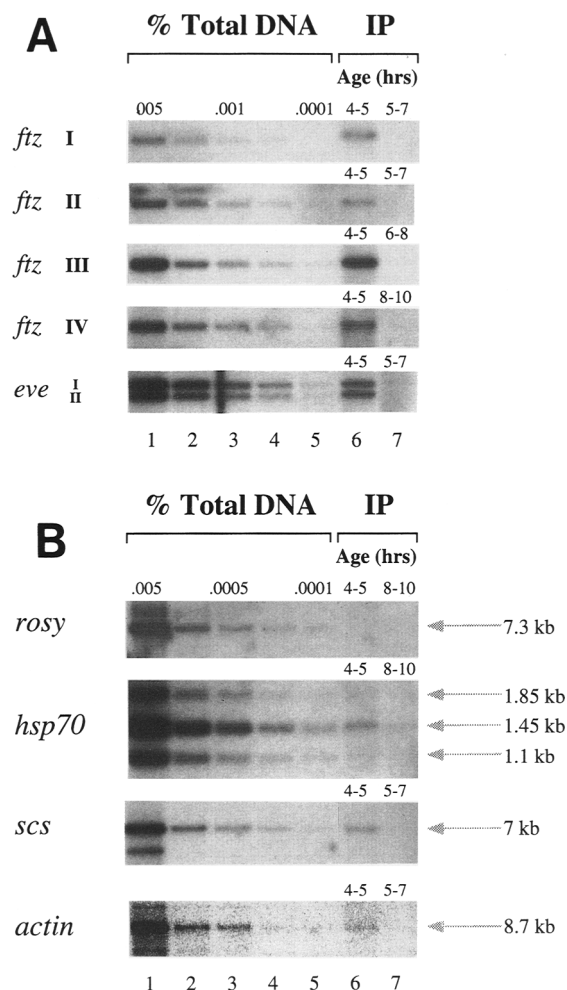 A
% Total DNA IP
Age (hrs)
.005 .001 .0001 4-5 5-7
ftz I
4-5 5-7
ftz II
4-5 6-8
ftz III
4-5 8-10
ftz IV
4-5 5-7
eve I
II
1 2 3 4 5 6 7
B
% Total DNA IP
Age (hrs)
.005 .0005 .0001 4-5 8-10
rosy 7.3 kb
4-5 8-10
1.85 kb
hsp70 1.45 kb
1.1 kb
4-5 5-7
scs 7 kb
4-5 5-7
actin 8.7 kb
1 2 3 4 5 6 7